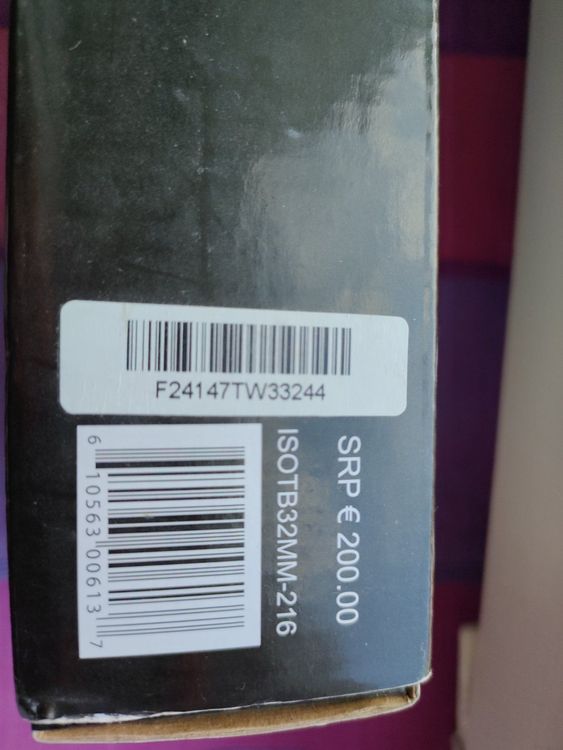 F24147TW33244
SRP € 200.00
ISOTB32MM-216
6 10563 00613 7